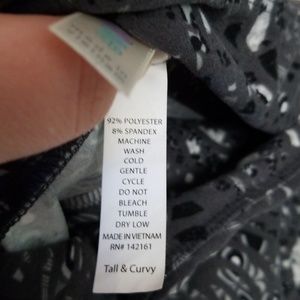 92% POLYESTER
8% SPANDEX
MACHINE
WASH
COLD
GENTLE
CYCLE
DO NOT
BLEACH
TUMBLE
DRY LOW
MADE IN VIETNAM
RN# 142161
Tall & Curvy